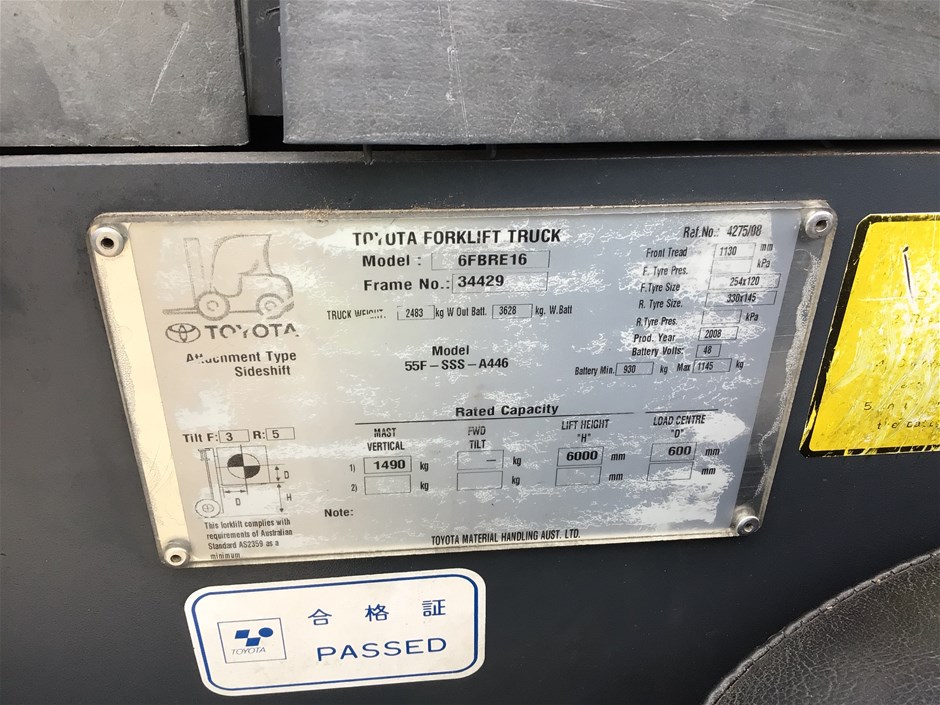 TOYOTA FORKLIFT TRUCK
Model : 6FBRE16
Frame No.: 34429
TRUCK WEIGHT. 2483 kg W Out Batt. 3628 kg. W.Batt
Ref.No.: 4275/08
Front Tread 1130 mm
F. Tyre Pres. kPa
F. Tyre Size 254x120
R. Tyre Size. 330x145
R. Tyre Pres. kPa
Prod. Year 2008
Battery Volts: 48
Battery Min. 930 kg Max 1145 kg
TOYOTA
Attachment Type
Sideshift
Model
55F-SSS-A446
Rated Capacity
Tilt F: 3 R: 5
MAST VERTICAL
FWD TILT
LIFT HEIGHT "H"
LOAD CENTRE "D"
1) 1490 kg — kg 6000 mm 600 mm
2) kg kg mm mm
D
D
H
Note:
This forklift complies with
requirements of Australian
Standard AS2359 as a
minimum
TOYOTA MATERIAL HANDLING AUST. LTD.
合格証
TOYOTA
PASSED